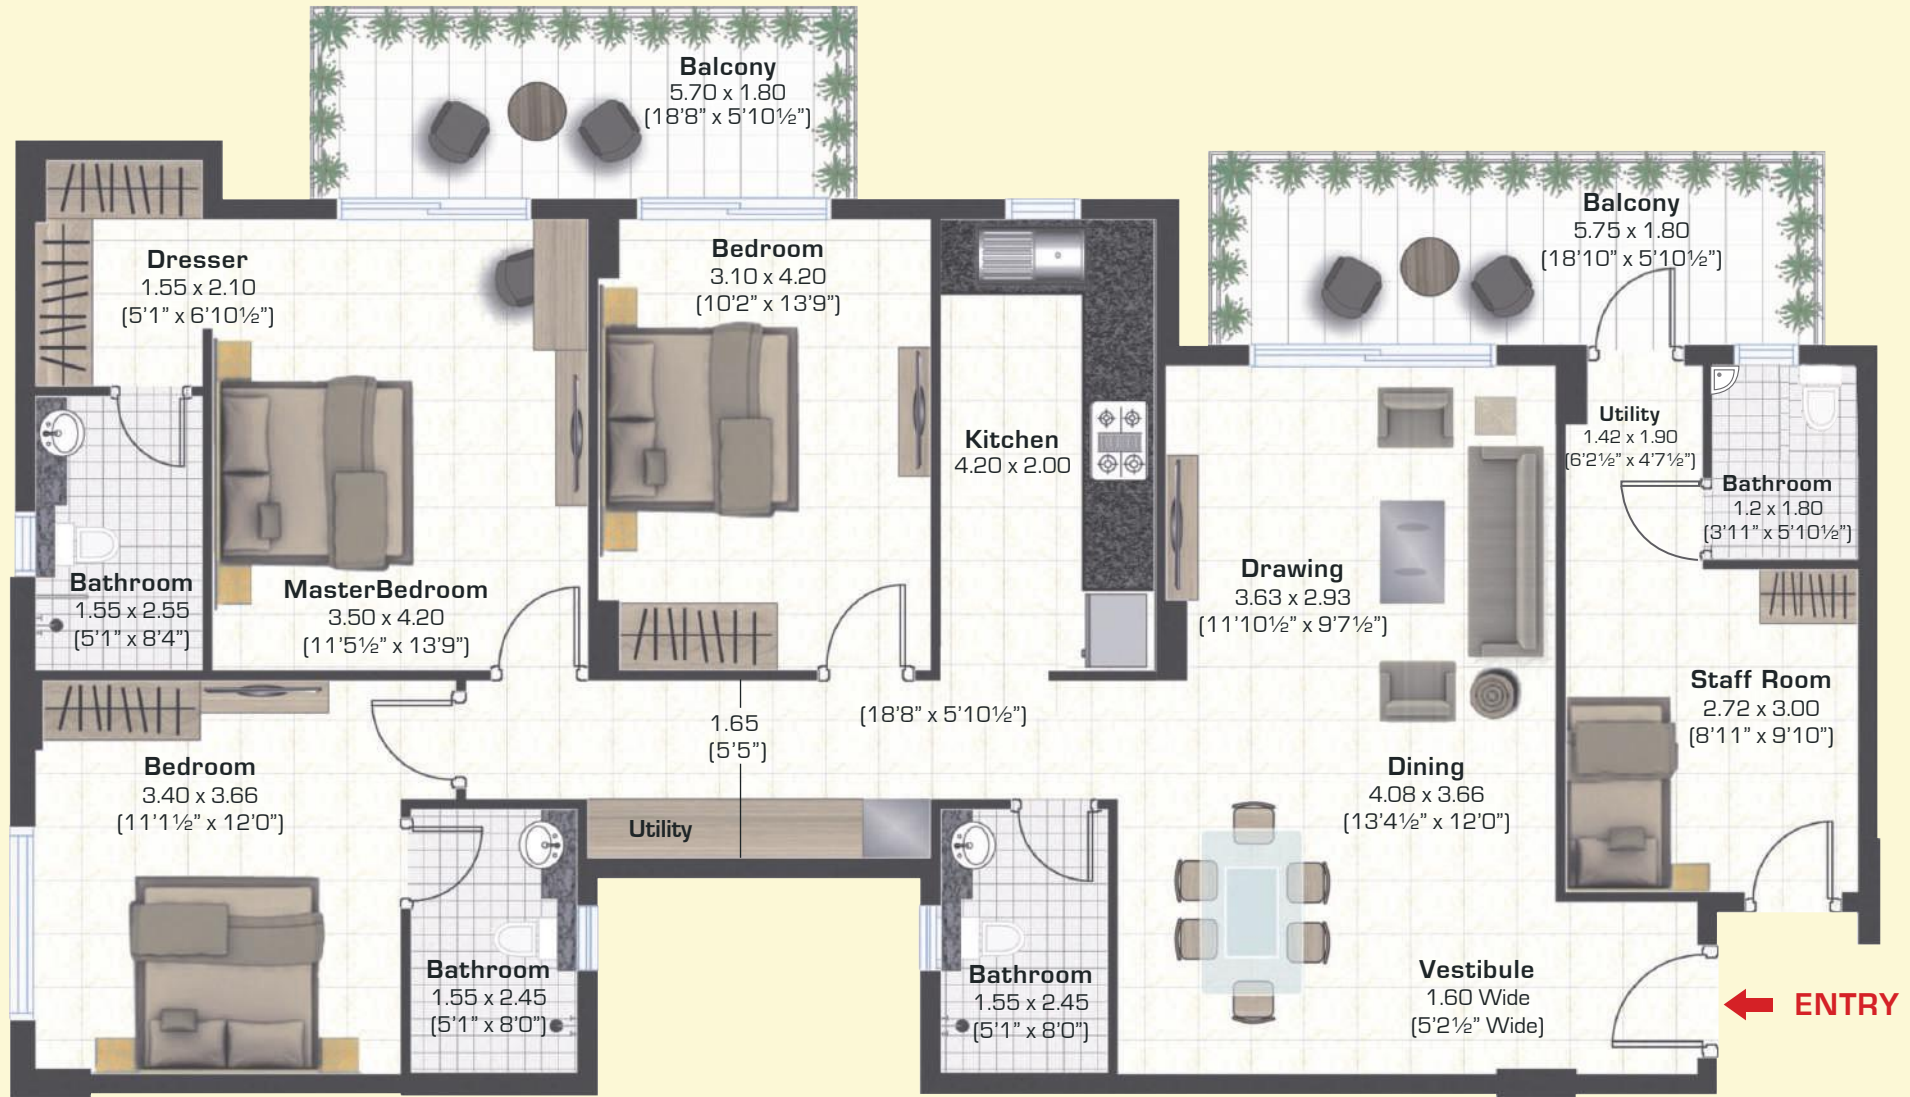 Balcony
5.70 x 1.80
(18'8" x 5'10½")
Balcony
5.75 x 1.80
(18'10" x 5'10½")
Dresser
1.55 x 2.10
(5'1" x 6'10½")
Bedroom
3.10 x 4.20
(10'2" x 13'9")
Kitchen
4.20 x 2.00
Utility
1.42 x 1.90
(6'2½" x 4'7½")
Bathroom
1.2 x 1.80
(3'11" x 5'10½")
Bathroom
1.55 x 2.55
(5'1" x 8'4")
MasterBedroom
3.50 x 4.20
(11'5½" x 13'9")
Drawing
3.63 x 2.93
(11'10½" x 9'7½")
Staff Room
2.72 x 3.00
(8'11" x 9'10")
1.65
(5'5")
(18'8" x 5'10½")
Bedroom
3.40 x 3.66
(11'1½" x 12'0")
Dining
4.08 x 3.66
(13'4½" x 12'0")
Utility
Bathroom
1.55 x 2.45
(5'1" x 8'0")
Bathroom
1.55 x 2.45
(5'1" x 8'0")
Vestibule
1.60 Wide
(5'2½" Wide)
ENTRY